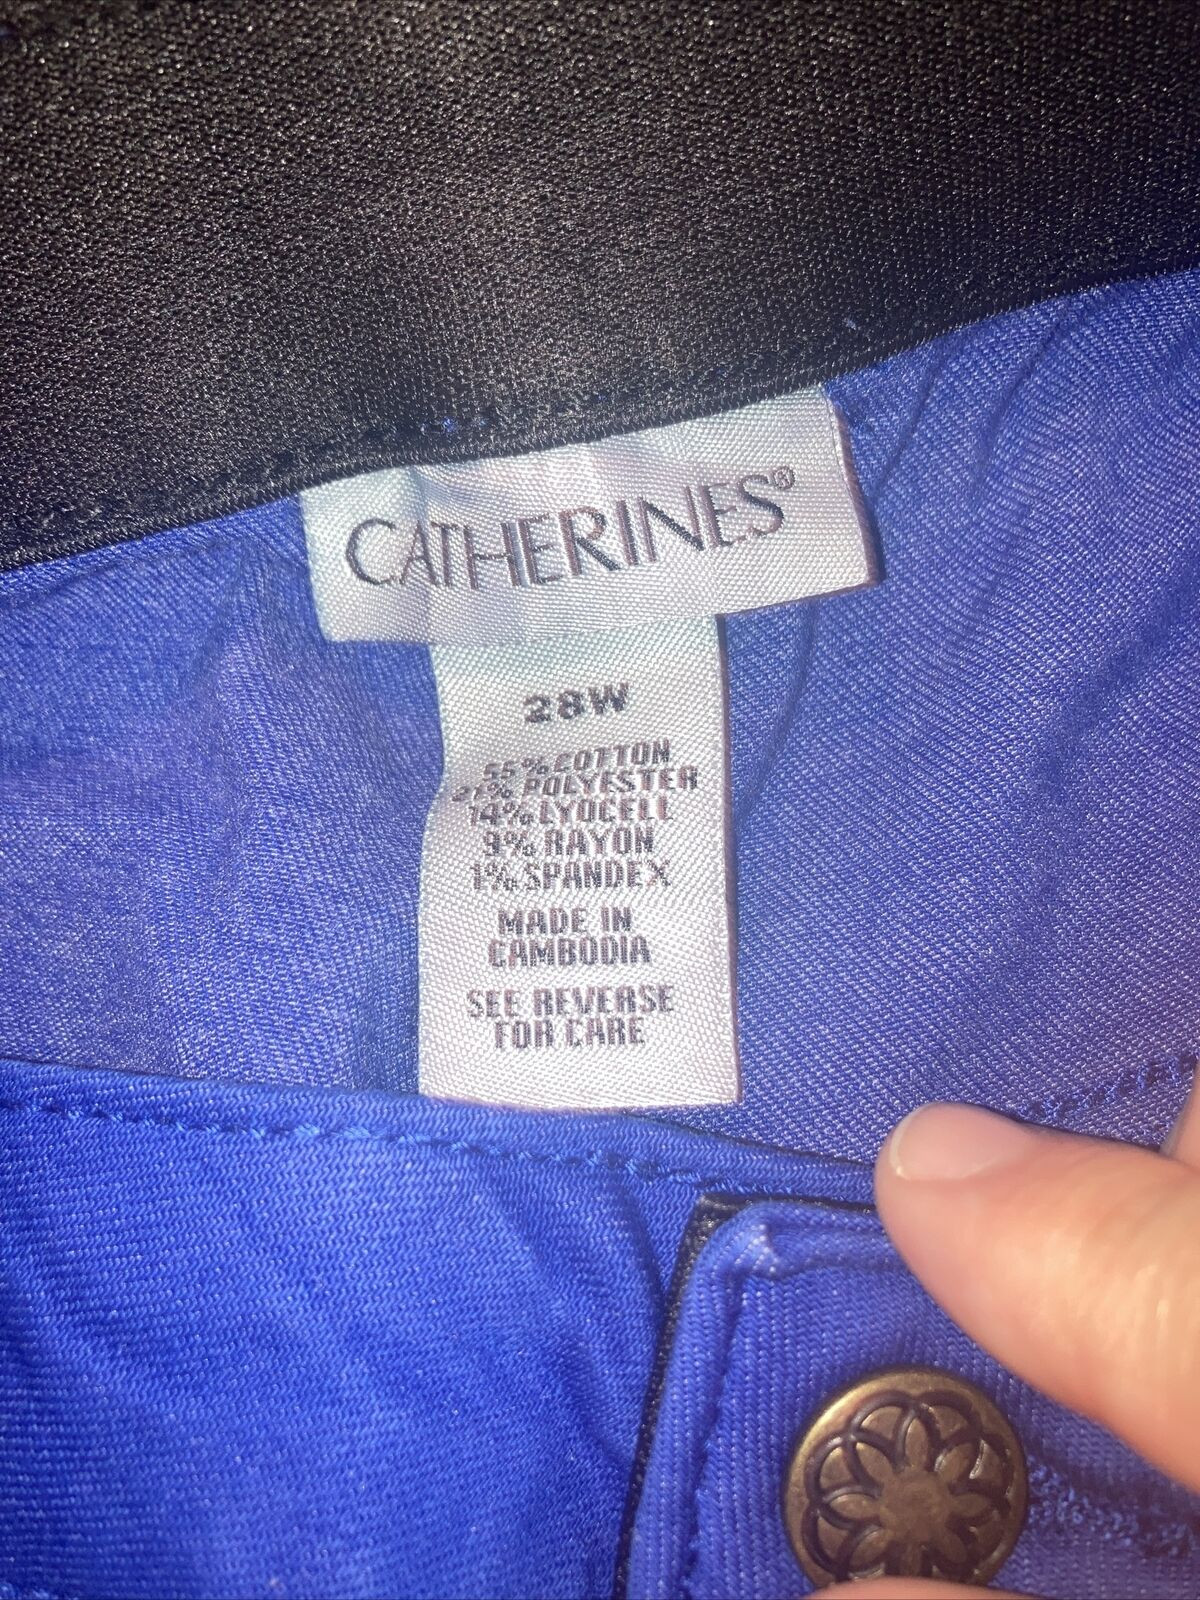 CATHERINES®
28W
55% COTTON
21% POLYESTER
14% LYOCELL
9% RAYON
1% SPANDEX
MADE IN
CAMBODIA
SEE REVERSE
FOR CARE